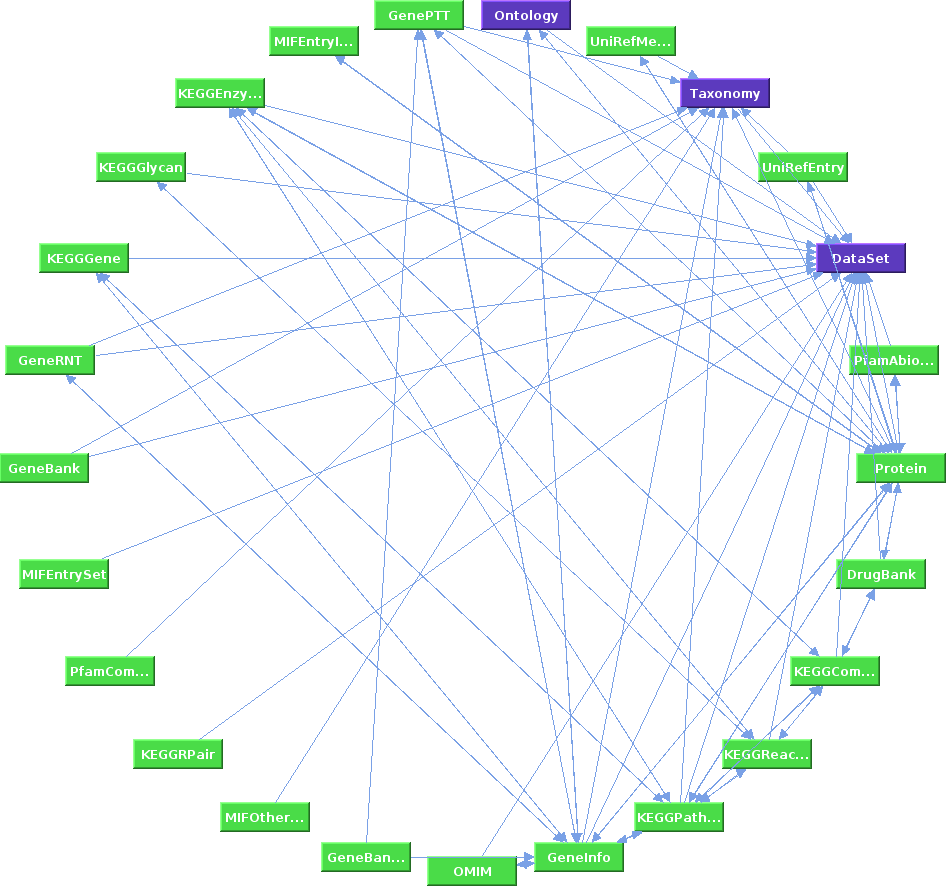 GenePTT
Ontology
MIFEntryI...
UniRefMe...
KEGGEnzy...
Taxonomy
KEGGGlycan
UniRefEntry
KEGGGene
DataSet
GeneRNT
PfamAbio...
GeneBank
Protein
MIFEntrySet
DrugBank
PfamCom...
KEGGCom...
KEGGRPair
KEGGReac...
MIFOther...
KEGGPath...
GeneBan...
GeneInfo
OMIM